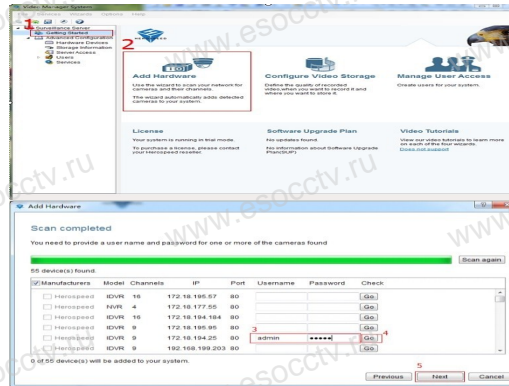 Video Manager System
Options Help
1
Surveillance Server
Getting Started
Advanced Configuration
Hardware Devices
Storage Information
Server Access
Users
Services
2
Add Hardware
Configure Video Storage
Manage User Access
Use the wizard to scan your network for
cameras and their channels.
The wizard automatically adds detected
cameras to your system.
Define the quality of recorded
video,when you want to record it and
where you want to store it.
Create users for your system.
License
Software Upgrade Plan
Video Tutorials
Your system is running in trial mode.
To purchase a license, please contact
your Herospeed reseller.
No updates found
No information about Software Upgrade
Plan(SUP)
View our video tutorials to learn more
on each of the four wizards.
Does not support
www.esocctv.ru
Add Hardware
Scan completed
You need to provide a user name and password for one or more of the cameras found
Scan again
55 device(s) found.
Manufacturers Model Channels IP Port Username Password Check
Herospeed IDVR 16 172.18.195.57 80 Go
Herospeed NVR 4 172.18.177.55 80 Go
Herospeed IDVR 16 172.18.194.184 80 Go
Herospeed IDVR 9 172.18.195.95 80 Go
3 4
Herospeed IDVR 9 172.18.194.25 80 admin ●●●●● Go
Herospeed IDVR 9 192.168.199.203 80 Go
0 of 55 device(s) will be added to your system.
5
Previous Next Cancel